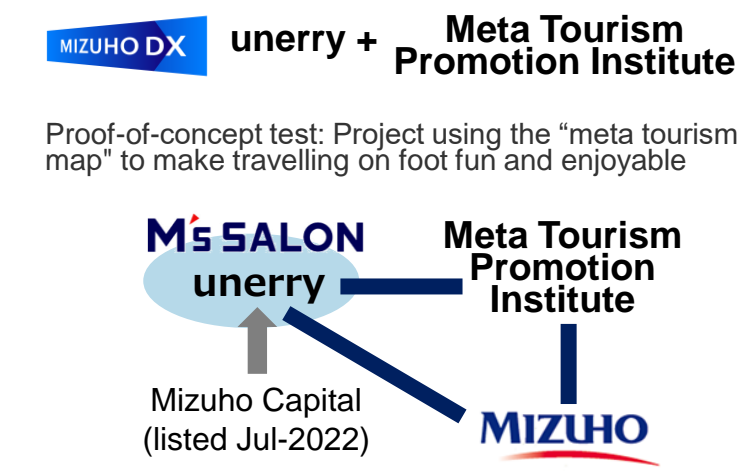 MIZUHO DX
unerry +
Meta Tourism
Promotion Institute
Proof-of-concept test: Project using the “meta tourism
map" to make travelling on foot fun and enjoyable
M's SALON
unerry
Meta Tourism
Promotion
Institute
Mizuho Capital
(listed Jul-2022)
MIZUHO